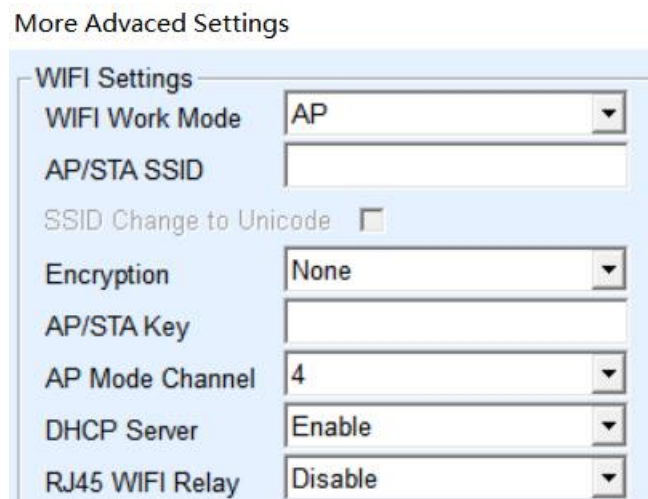 More Advaced Settings
WIFI Settings
WIFI Work Mode AP
AP/STA SSID
SSID Change to Unicode
Encryption None
AP/STA Key
AP Mode Channel 4
DHCP Server Enable
RJ45 WIFI Relay Disable